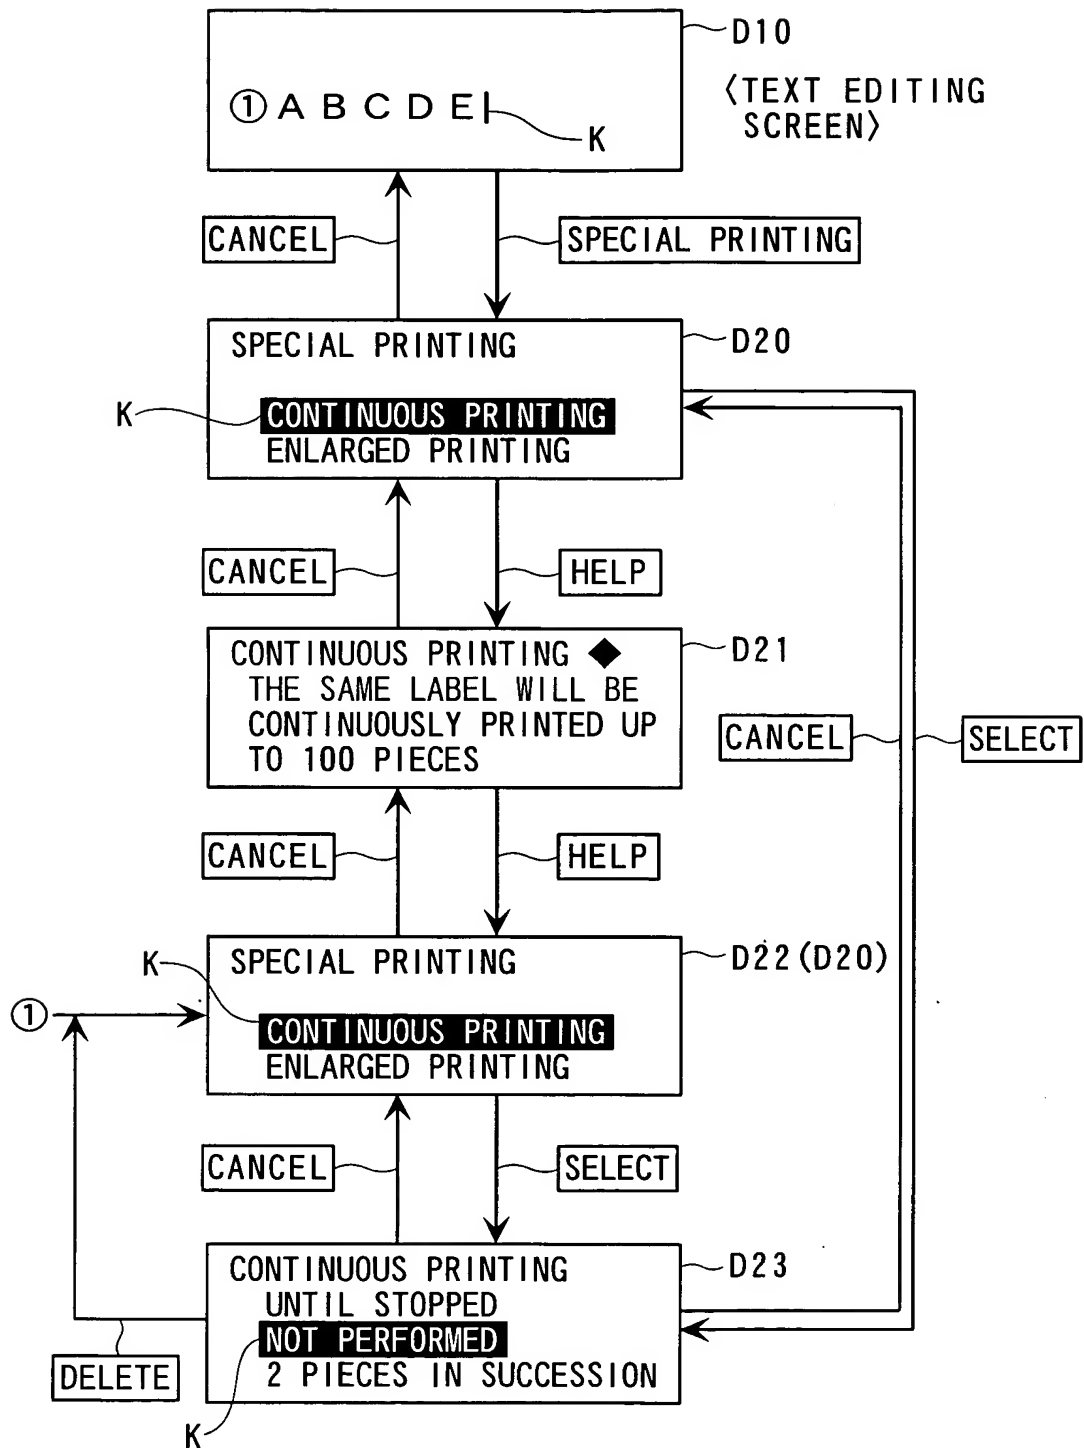 D10
〈TEXT EDITING
SCREEN〉
①ABCDE
K
CANCEL
SPECIAL PRINTING
SPECIAL PRINTING
D20
K
CONTINUOUS PRINTING
ENLARGED PRINTING
CANCEL
HELP
CONTINUOUS PRINTING ◆
D21
THE SAME LABEL WILL BE
CONTINUOUSLY PRINTED UP
TO 100 PIECES
CANCEL
SELECT
CANCEL
HELP
SPECIAL PRINTING
D22(D20)
K
①
CONTINUOUS PRINTING
ENLARGED PRINTING
CANCEL
SELECT
CONTINUOUS PRINTING
D23
UNTIL STOPPED
NOT PERFORMED
2 PIECES IN SUCCESSION
DELETE
K